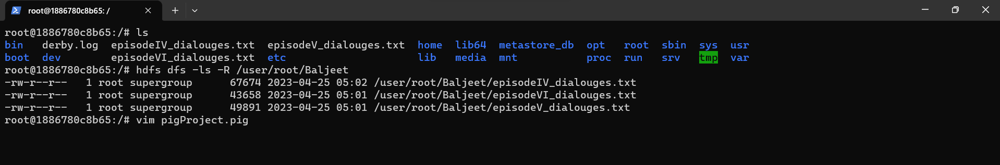 root@1886780c8b65: /
root@1886780c8b65:/# ls
bin   derby.log  episodeIV_dialouges.txt  episodeV_dialouges.txt  home  lib64  metastore_db  opt   root  sbin  sys  usr
boot  dev        episodeVI_dialouges.txt  etc                     lib   media  mnt           proc  run   srv   tmp  var
root@1886780c8b65:/# hdfs dfs -ls -R /user/root/Baljeet
-rw-r--r--   1 root supergroup      67674 2023-04-25 05:02 /user/root/Baljeet/episodeIV_dialouges.txt
-rw-r--r--   1 root supergroup      43658 2023-04-25 05:01 /user/root/Baljeet/episodeVI_dialouges.txt
-rw-r--r--   1 root supergroup      49891 2023-04-25 05:01 /user/root/Baljeet/episodeV_dialouges.txt
root@1886780c8b65:/# vim pigProject.pig